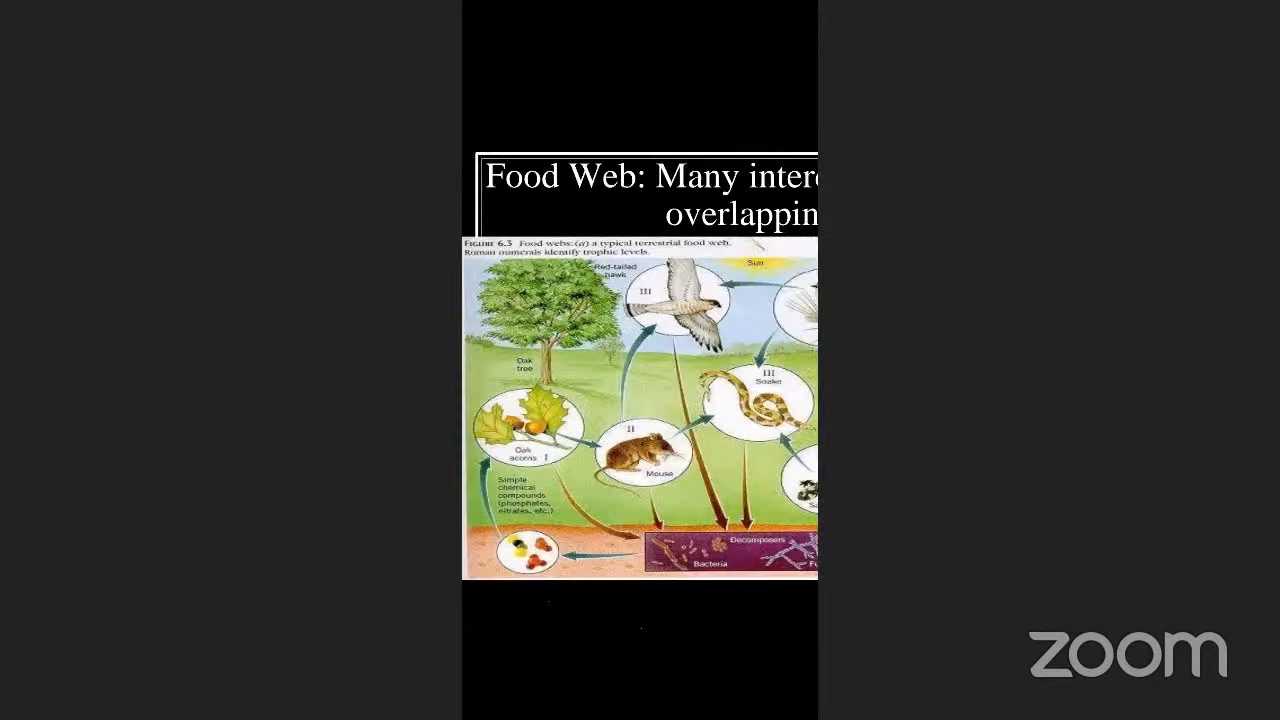 Food Web: Many inter
overlappin
FIGURE 6.3 Food webs: (a) a typical terrestrial food web.
Roman numerals identify trophic levels.
Sun
Red-tailed
hawk
III
Oak
tree
III
Snake
II
Oak
acorns I
Mouse
Simple
chemical
compounds
(phosphates,
nitrates, etc.)
Decomposers
Bacteria
zoom